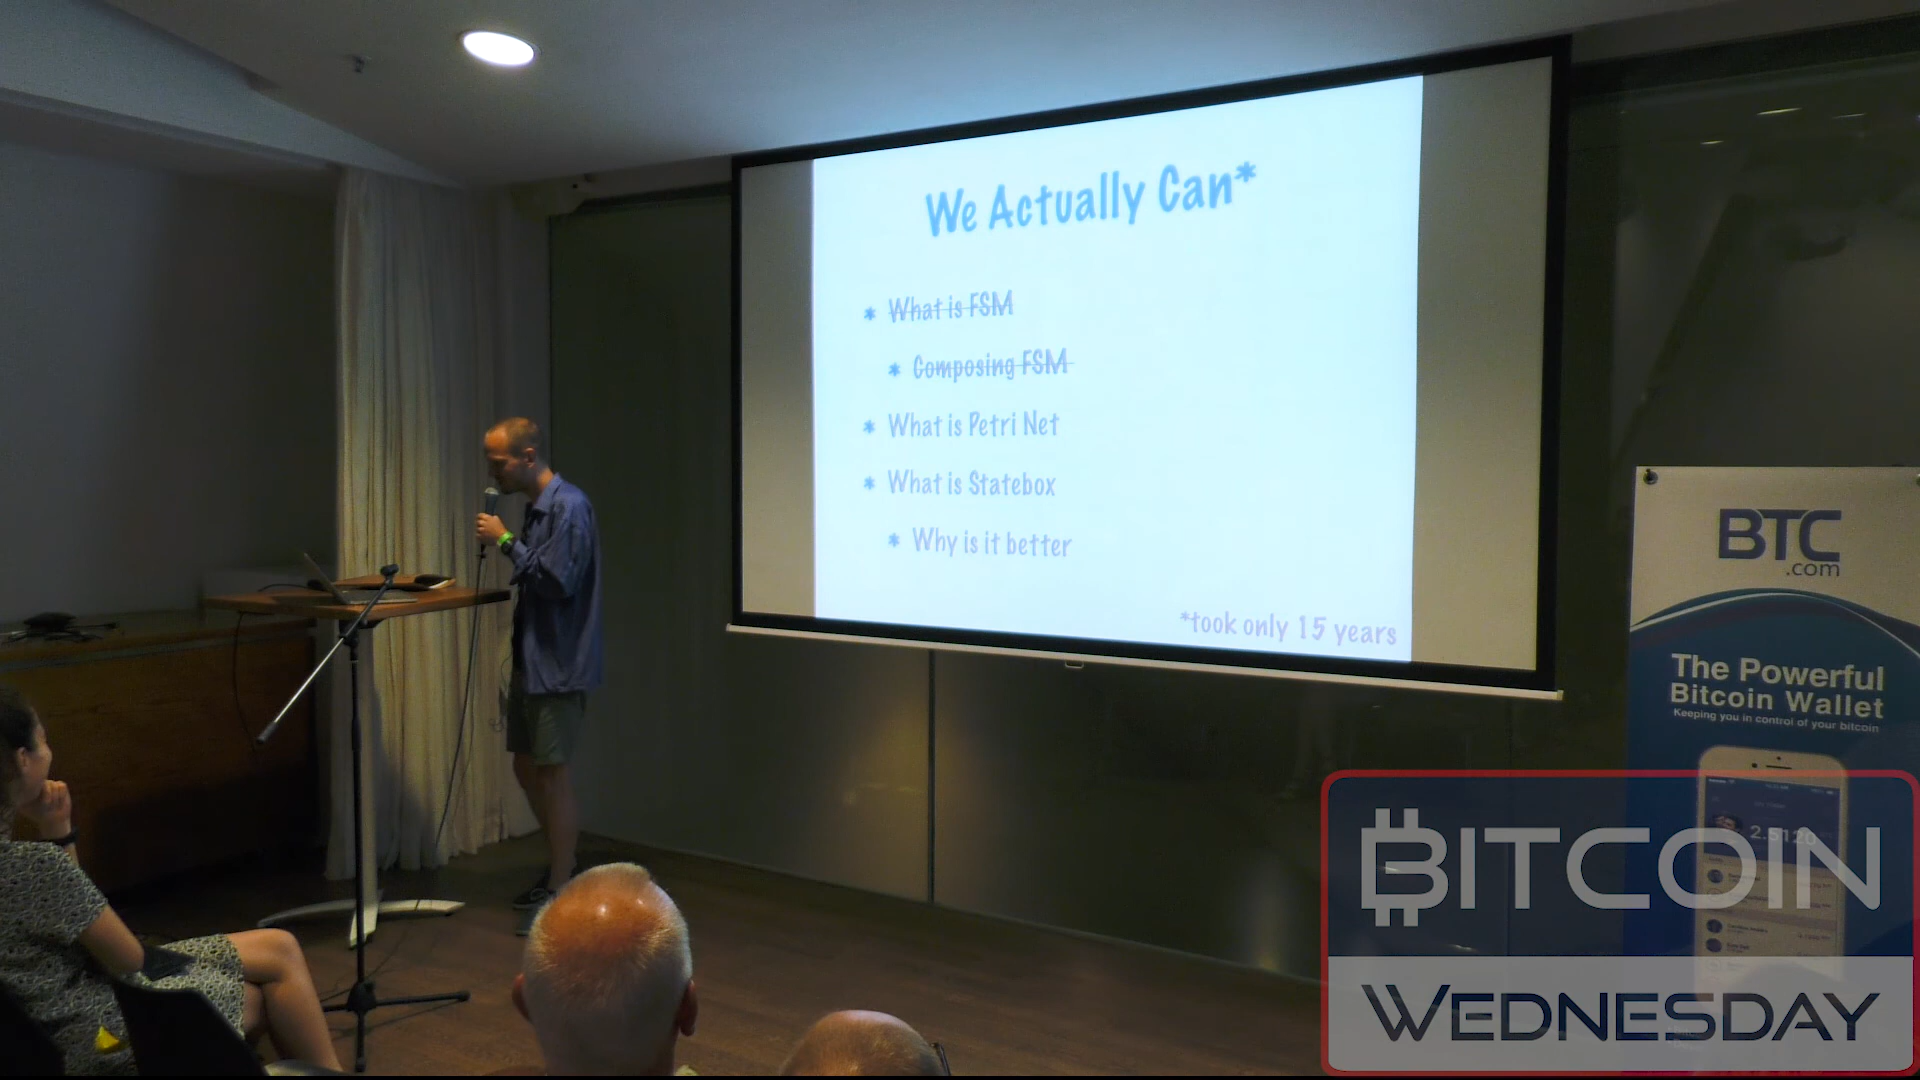 We Actually Can*
* What is FSM
* Composing FSM
* What is Petri Net
* What is Statebox
* Why is it better
*took only 15 years
BTC
.com
The Powerful
Bitcoin Wallet
Keeping you in control of your bitcoin
2.5120
BITCOIN
WEDNESDAY